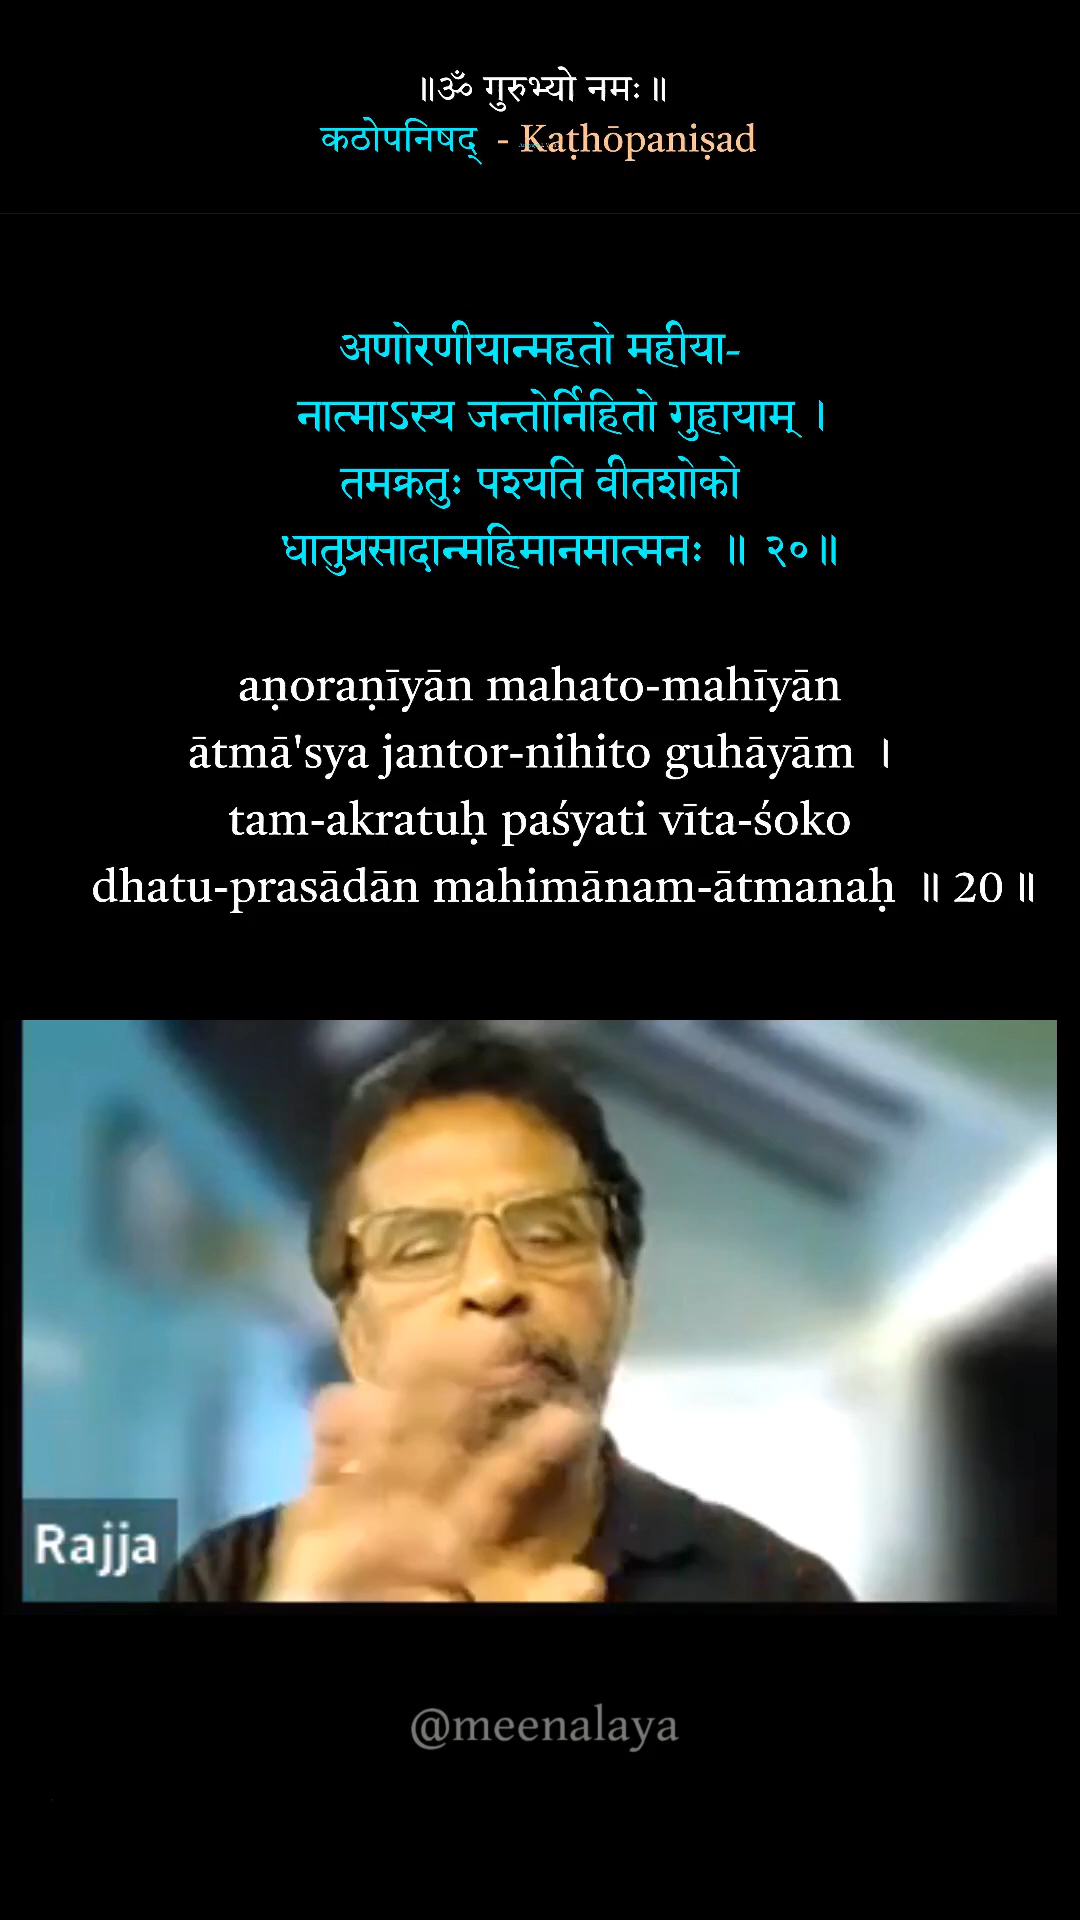 ॥ॐ गुरुभ्यो नमः॥
कठोपनिषद् - Kaṭhōpaniṣad
अणोरणीयान्महतो महीया-
नात्माऽस्य जन्तोर्निहितो गुहायाम् ।
तमक्रतुः पश्यति वीतशोको
धातुप्रसादान्महिमानमात्मनः ॥ २०॥
aṇoraṇīyān mahato-mahīyān
ātmā'sya jantor-nihito guhāyām ।
tam-akratuḥ paśyati vīta-śoko
dhatu-prasādān mahimānam-ātmanaḥ ॥ 20॥
Rajja
@meenalaya